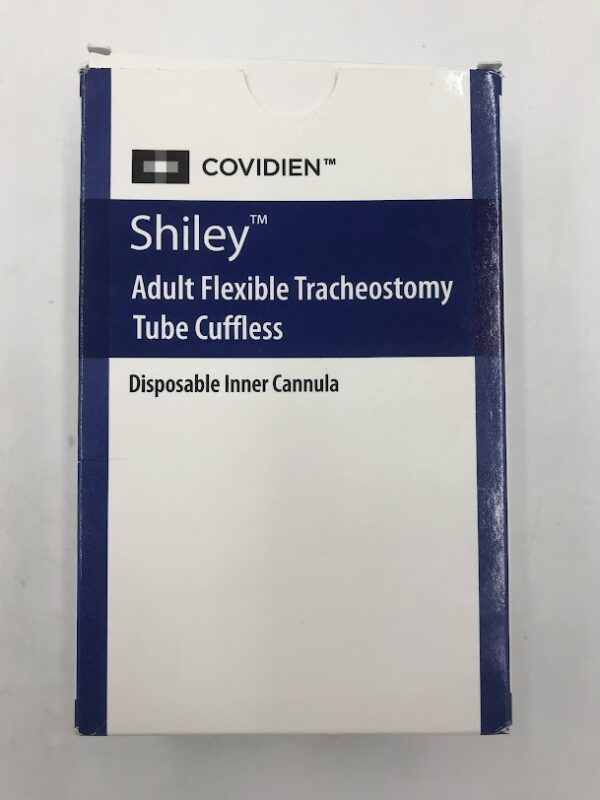 COVIDIEN™
Shiley™
Adult Flexible Tracheostomy
Tube Cuffless
Disposable Inner Cannula